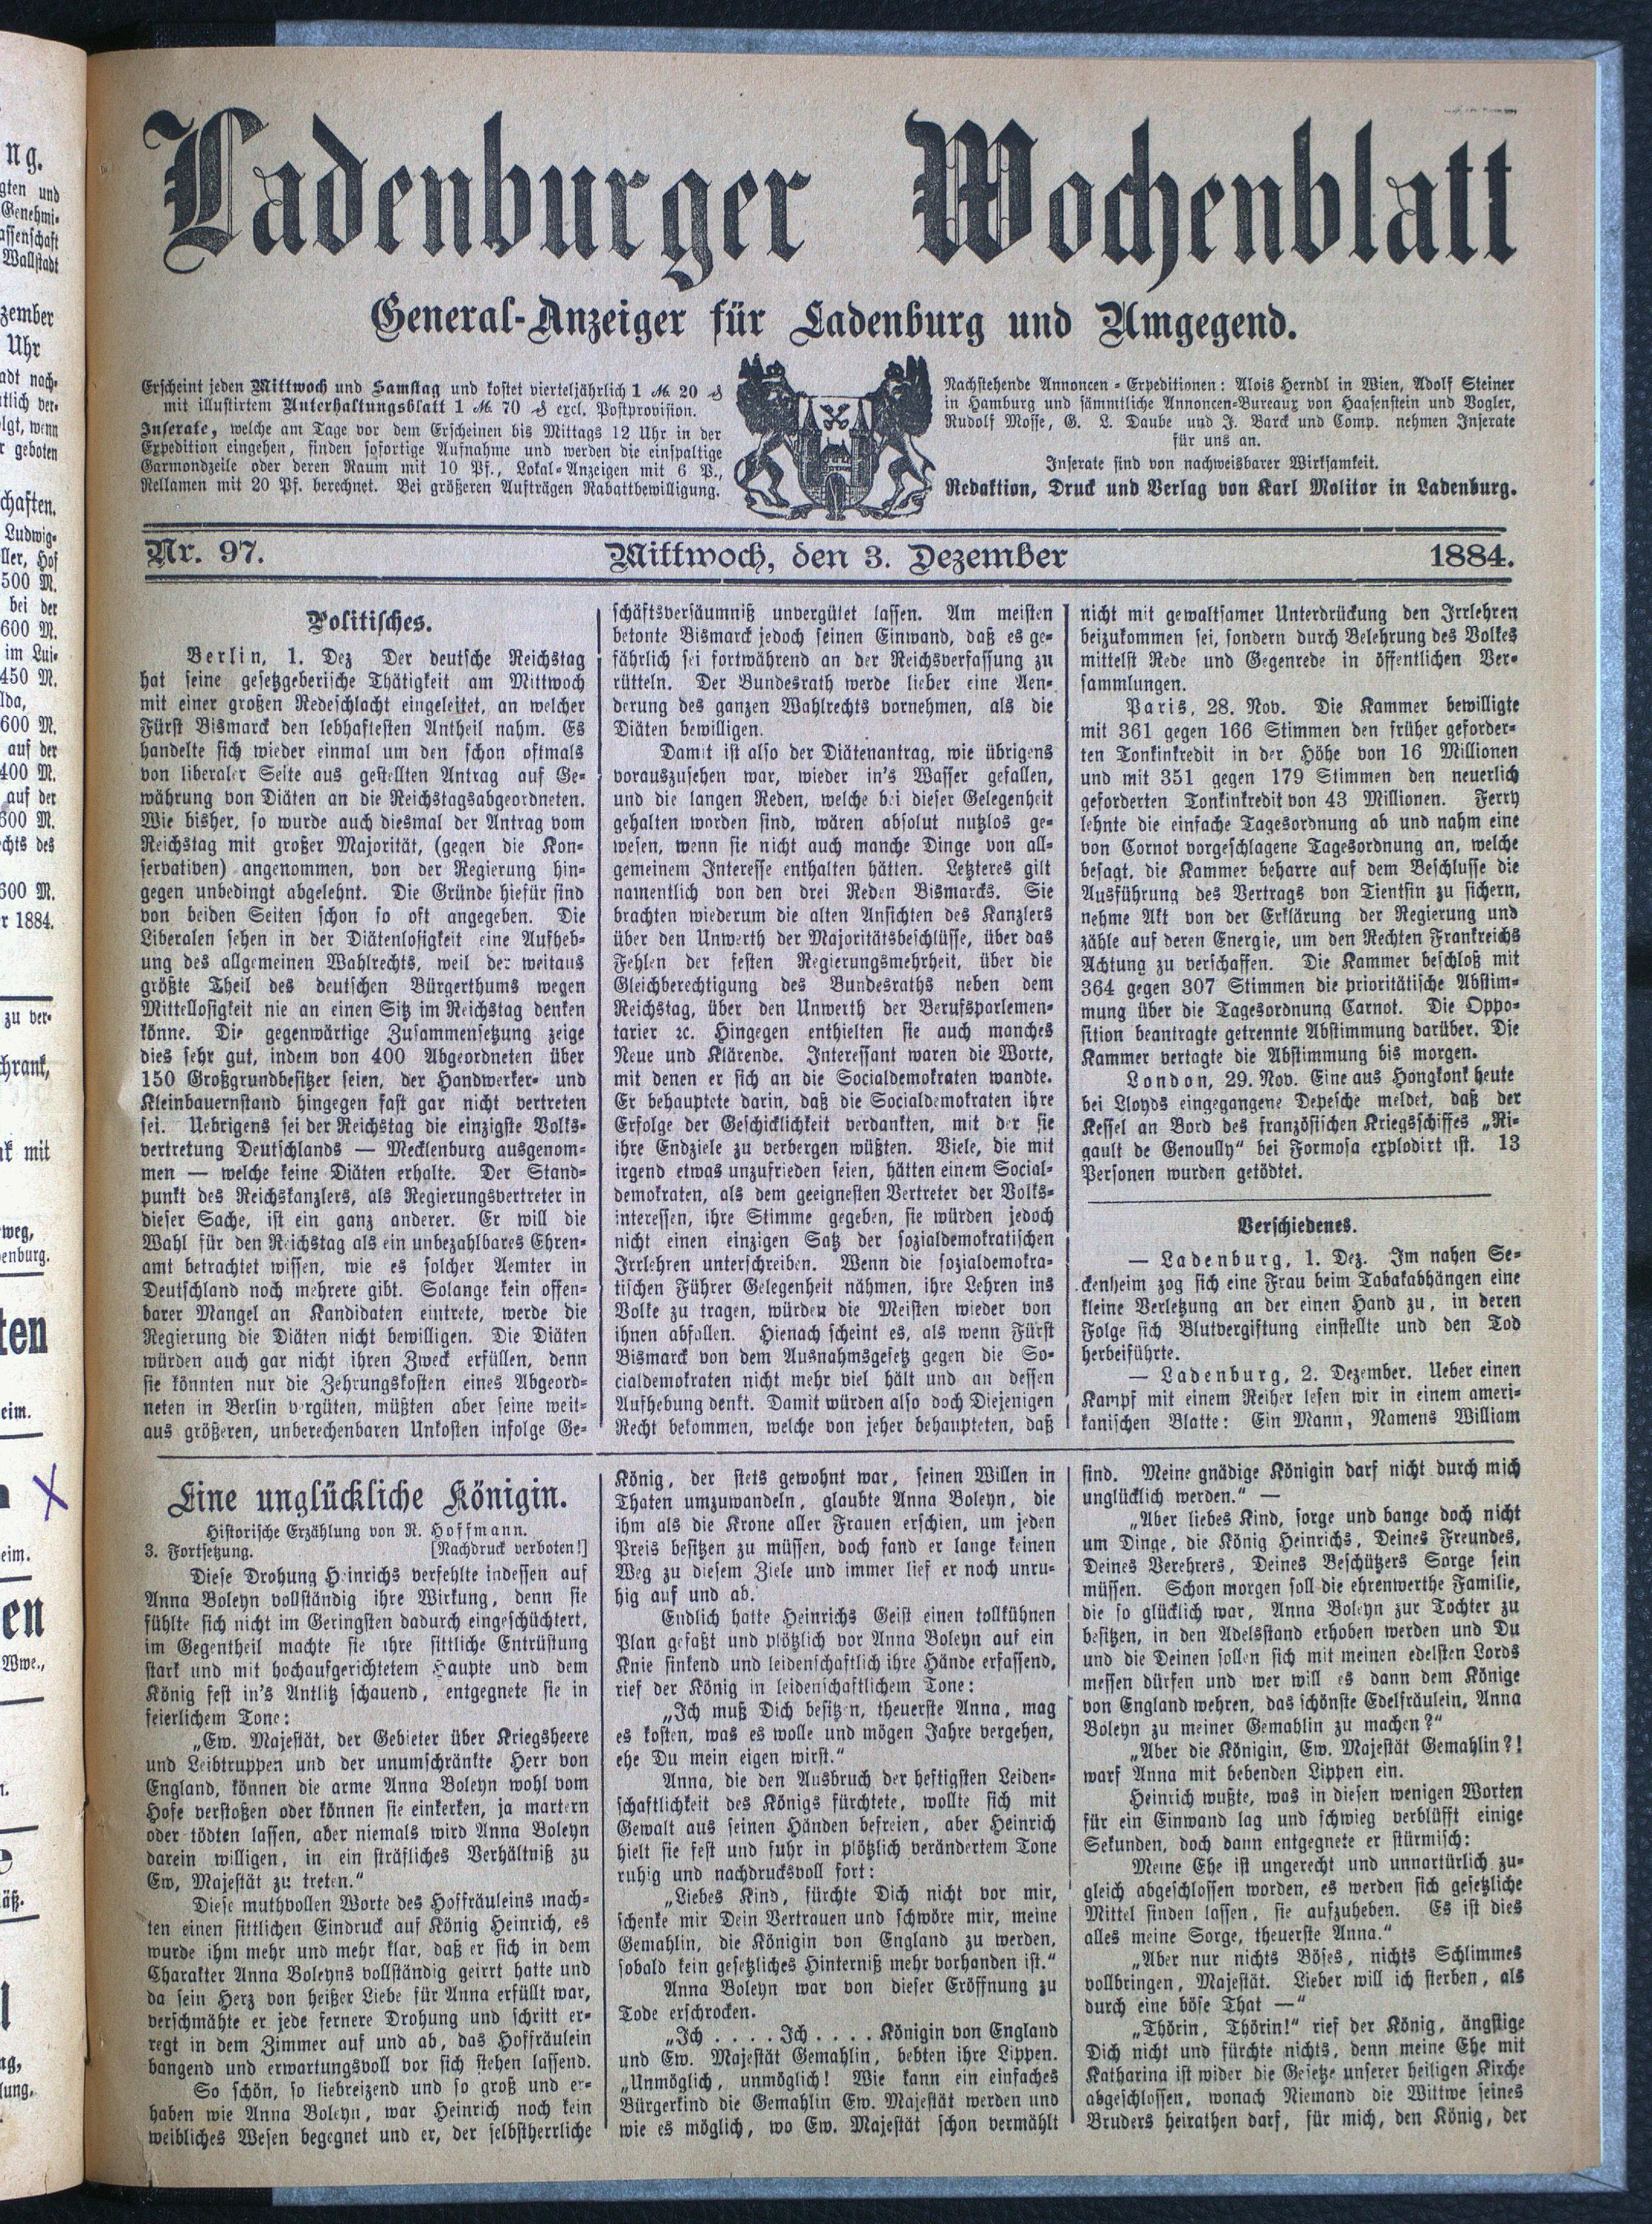 Ladenburger Wochenblatt
General-Anzeiger für Ladenburg und Umgegend.
Erscheint jeden Mittwoch und Samstag und kostet vierteljährlich 1 M. 20 ₰
mit illustirtem Unterhaltungsblatt 1 M. 70 ₰ excl. Postprovision.
Inserate, welche am Tage vor dem Erscheinen bis Mittags 12 Uhr in der
Expedition eingehen, finden sofortige Aufnahme und werden die einspaltige
Garmondzeile oder deren Raum mit 10 Pf., Lokal-Anzeigen mit 6 P.,
Reklamen mit 20 Pf. berechnet. Bei größeren Aufträgen Rabattbewilligung.
Nachstehende Annoncen-Expeditionen: Alois Herndl in Wien, Adolf Steiner
in Hamburg und sämmtliche Annoncen-Bureaux von Haasenstein und Vogler,
Rudolf Mosse, G. L. Daube und J. Barck und Comp. nehmen Inserate
für uns an.
Inserate sind von nachweisbarer Wirksamkeit.
Redaktion, Druck und Verlag von Karl Molitor in Ladenburg.
Nr. 97. Mittwoch, den 3. Dezember 1884.
Politisches.
Berlin, 1. Dez Der deutsche Reichstag
hat seine gesetzgeberische Thätigkeit am Mittwoch
mit einer großen Redeschlacht eingeleitet, an welcher
Fürst Bismarck den lebhaftesten Antheil nahm. Es
handelte sich wieder einmal um den schon oftmals
von liberaler Seite aus gestellten Antrag auf Ge-
währung von Diäten an die Reichstagsabgeordneten.
Wie bisher, so wurde auch diesmal der Antrag vom
Reichstag mit großer Majorität, (gegen die Kon-
servativen) angenommen, von der Regierung hin-
gegen unbedingt abgelehnt. Die Gründe hiefür sind
von beiden Seiten schon so oft angegeben. Die
Liberalen sehen in der Diätenlosigkeit eine Aufheb-
ung des allgemeinen Wahlrechts, weil der weitaus
größte Theil des deutschen Bürgerthums wegen
Mittellosigkeit nie an einen Sitz im Reichstag denken
könne. Die gegenwärtige Zusammensetzung zeige
dies sehr gut, indem von 400 Abgeordneten über
150 Großgrundbesitzer seien, der Handwerker- und
Kleinbauernstand hingegen fast gar nicht vertreten
sei. Uebrigens sei der Reichstag die einzigste Volks-
vertretung Deutschlands — Mecklenburg ausgenom-
men — welche keine Diäten erhalte. Der Stand-
punkt des Reichskanzlers, als Regierungsvertreter in
dieser Sache, ist ein ganz anderer. Er will die
Wahl für den Reichstag als ein unbezahlbares Ehren-
amt betrachtet wissen, wie es solcher Aemter in
Deutschland noch mehrere gibt. Solange kein offen-
barer Mangel an Kandidaten eintrete, werde die
Regierung die Diäten nicht bewilligen. Die Diäten
würden auch gar nicht ihren Zweck erfüllen, denn
sie könnten nur die Zehrungskosten eines Abgeord-
neten in Berlin vergüten, müßten aber seine weit-
aus größeren, unberechenbaren Unkosten infolge Ge-
schäftsversäumniß unvergütet lassen. Am meisten
betonte Bismarck jedoch seinen Einwand, daß es ge-
fährlich sei fortwährend an der Reichsverfassung zu
rütteln. Der Bundesrath werde lieber eine Aen-
derung des ganzen Wahlrechts vornehmen, als die
Diäten bewilligen.
Damit ist also der Diätenantrag, wie übrigens
vorauszusehen war, wieder in's Wasser gefallen,
und die langen Reden, welche bei dieser Gelegenheit
gehalten worden sind, wären absolut nutzlos ge-
wesen, wenn sie nicht auch manche Dinge von all-
gemeinem Interesse enthalten hätten. Letzteres gilt
namentlich von den drei Reden Bismarcks. Sie
brachten wiederum die alten Ansichten des Kanzlers
über den Unwerth der Majoritätsbeschlüsse, über das
Fehlen der festen Regierungsmehrheit, über die
Gleichberechtigung des Bundesraths neben dem
Reichstag, über den Unwerth der Berufsparlemen-
tarier ꝛc. Hingegen enthielten sie auch manches
Neue und Klärende. Interessant waren die Worte,
mit denen er sich an die Socialdemokraten wandte.
Er behauptete darin, daß die Socialdemokraten ihre
Erfolge der Geschicklichkeit verdankten, mit der sie
ihre Endziele zu verbergen wüßten. Viele, die mit
irgend etwas unzufrieden seien, hätten einem Social-
demokraten, als dem geeignesten Vertreter der Volks-
interessen, ihre Stimme gegeben, sie würden jedoch
nicht einen einzigen Satz der sozialdemokratischen
Irrlehren unterschreiben. Wenn die sozialdemokra-
tischen Führer Gelegenheit nähmen, ihre Lehren ins
Volke zu tragen, würden die Meisten wieder von
ihnen abfallen. Hienach scheint es, als wenn Fürst
Bismarck von dem Ausnahmsgesetz gegen die So-
cialdemokraten nicht mehr viel hält und an dessen
Aufhebung denkt. Damit würden also doch Diejenigen
Recht bekommen, welche von jeher behaupteten, daß
nicht mit gewaltsamer Unterdrückung den Irrlehren
beizukommen sei, sondern durch Belehrung des Volkes
mittelst Rede und Gegenrede in öffentlichen Ver-
sammlungen.
Paris, 28. Nov. Die Kammer bewilligte
mit 361 gegen 166 Stimmen den früher geforder-
ten Tonkinkredit in der Höhe von 16 Millionen
und mit 351 gegen 179 Stimmen den neuerlich
geforderten Tonkinkredit von 43 Millionen. Ferry
lehnte die einfache Tagesordnung ab und nahm eine
von Cornot vorgeschlagene Tagesordnung an, welche
besagt, die Kammer beharre auf dem Beschlusse die
Ausführung des Vertrags von Tientsin zu sichern,
nehme Akt von der Erklärung der Regierung und
zähle auf deren Energie, um den Rechten Frankreichs
Achtung zu verschaffen. Die Kammer beschloß mit
364 gegen 307 Stimmen die prioritätische Abstim-
mung über die Tagesordnung Carnot. Die Oppo-
sition beantragte getrennte Abstimmung darüber. Die
Kammer vertagte die Abstimmung bis morgen.
London, 29. Nov. Eine aus Hongkonk heute
bei Lloyds eingegangene Depesche meldet, daß der
Kessel an Bord des französischen Kriegsschiffes „Ri-
gault de Genoully“ bei Formosa explodirt ist. 13
Personen wurden getödtet.
Verschiedenes.
— Ladenburg, 1. Dez. Im nahen Se-
ckenheim zog sich eine Frau beim Tabakabhängen eine
kleine Verletzung an der einen Hand zu, in deren
Folge sich Blutvergiftung einstellte und den Tod
herbeiführte.
— Ladenburg, 2. Dezember. Ueber einen
Kampf mit einem Reiher lesen wir in einem ameri-
kanischen Blatte: Ein Mann, Namens William
Eine unglückliche Königin.
Historische Erzählung von R. Hoffmann.
3. Fortsetzung. [Nachdruck verboten!]
Diese Drohung Heinrichs verfehlte indessen auf
Anna Boleyn vollständig ihre Wirkung, denn sie
fühlte sich nicht im Geringsten dadurch eingeschüchtert,
im Gegentheil machte sie ihre sittliche Entrüstung
stark und mit hochaufgerichtetem Haupte und dem
König fest in's Antlitz schauend, entgegnete sie in
feierlichem Tone:
„Ew. Majestät, der Gebieter über Kriegsheere
und Leibtruppen und der unumschränkte Herr von
England, können die arme Anna Boleyn wohl vom
Hofe verstoßen oder können sie einkerken, ja martern
oder tödten lassen, aber niemals wird Anna Boleyn
darein willigen, in ein sträfliches Verhältniß zu
Ew, Majestät zu treten.“
Diese muthvollen Worte des Hoffräuleins mach-
ten einen sittlichen Eindruck auf König Heinrich, es
wurde ihm mehr und mehr klar, daß er sich in dem
Charakter Anna Boleyns vollständig geirrt hatte und
da sein Herz von heißer Liebe für Anna erfüllt war,
verschmähte er jede fernere Drohung und schritt er-
regt in dem Zimmer auf und ab, das Hoffräulein
bangend und erwartungsvoll vor sich stehen lassend.
So schön, so liebreizend und so groß und er-
haben wie Anna Boleyn, war Heinrich noch kein
weibliches Wesen begegnet und er, der selbstherrliche
König, der stets gewohnt war, seinen Willen in
Thaten umzuwandeln, glaubte Anna Boleyn, die
ihm als die Krone aller Frauen erschien, um jeden
Preis besitzen zu müssen, doch fand er lange keinen
Weg zu diesem Ziele und immer lief er noch unru-
hig auf und ab.
Endlich hatte Heinrichs Geist einen tollkühnen
Plan gefaßt und plötzlich vor Anna Boleyn auf ein
Knie sinkend und leidenschaftlich ihre Hände erfassend,
rief der König in leidenschaftlichem Tone:
„Ich muß Dich besitzen, theuerste Anna, mag
es kosten, was es wolle und mögen Jahre vergehen,
ehe Du mein eigen wirst.“
Anna, die den Ausbruch der heftigsten Leiden-
schaftlichkeit des Königs fürchtete, wollte sich mit
Gewalt aus seinen Händen befreien, aber Heinrich
hielt sie fest und fuhr in plötzlich verändertem Tone
ruhig und nachdrucksvoll fort:
„Liebes Kind, fürchte Dich nicht vor mir,
schenke mir Dein Vertrauen und schwöre mir, meine
Gemahlin, die Königin von England zu werden,
sobald kein gesetzliches Hinterniß mehr vorhanden ist.“
Anna Boleyn war von dieser Eröffnung zu
Tode erschrocken.
„Ich . . . . Ich . . . . Königin von England
und Ew. Majestät Gemahlin, bebten ihre Lippen.
„Unmöglich, unmöglich! Wie kann ein einfaches
Bürgerkind die Gemahlin Ew. Majestät werden und
wie es möglich, wo Ew. Majestät schon vermählt
sind. Meine gnädige Königin darf nicht durch mich
unglücklich werden.“ —
„Aber liebes Kind, sorge und bange doch nicht
um Dinge, die König Heinrichs, Deines Freundes,
Deines Verehrers, Deines Beschützers Sorge sein
müssen. Schon morgen soll die ehrenwerthe Familie,
die so glücklich war, Anna Boleyn zur Tochter zu
besitzen, in den Adelsstand erhoben werden und Du
und die Deinen sollen sich mit meinen edelsten Lords
messen dürfen und wer will es dann dem Könige
von England wehren, das schönste Edelfräulein, Anna
Boleyn zu meiner Gemahlin zu machen?“
„Aber die Königin, Ew. Majestät Gemahlin?!
warf Anna mit bebenden Lippen ein.
Heinrich wußte, was in diesen wenigen Worten
für ein Einwand lag und schwieg verblüfft einige
Sekunden, doch dann entgegnete er stürmisch:
Meine Ehe ist ungerecht und unnartürlich zu-
gleich abgeschlossen worden, es werden sich gesetzliche
Mittel finden lassen, sie aufzuheben. Es ist dies
alles meine Sorge, theuerste Anna.“
„Aber nur nichts Böses, nichts Schlimmes
vollbringen, Majestät. Lieber will ich sterben, als
durch eine böse That —“
„Thörin, Thörin!“ rief der König, ängstige
Dich nicht und fürchte nichts, denn meine Ehe mit
Katharina ist wider die Gesetze unserer heiligen Kirche
abgeschlossen, wonach Niemand die Wittwe seines
Bruders heirathen darf, für mich, den König, der